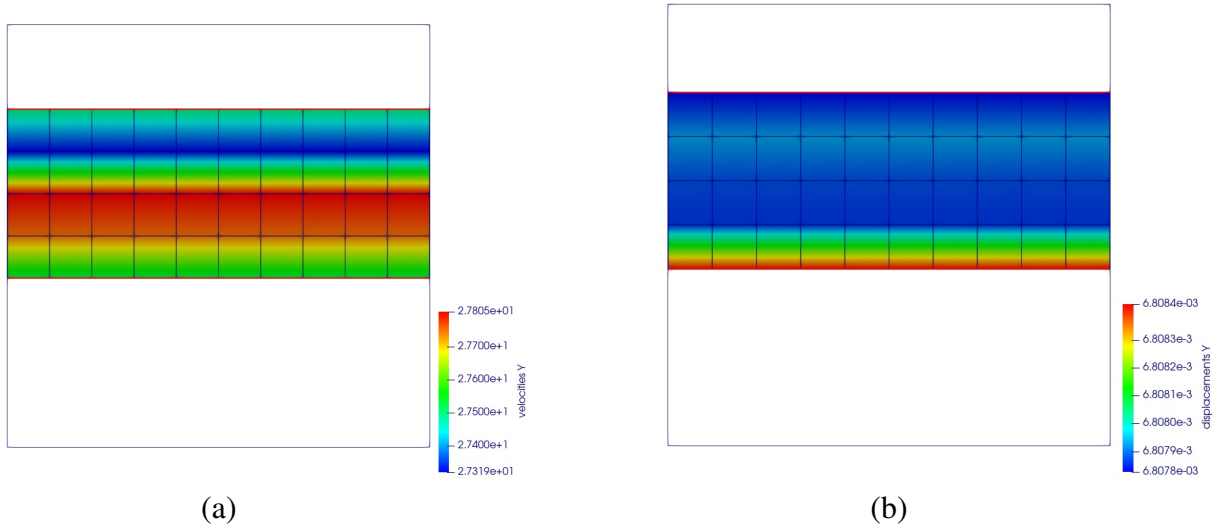 2.7805e+01
2.7700e+1
2.7600e+1
2.7500e+1
2.7400e+1
2.7319e+01
velocities Y
(a)
6.8084e-03
6.8083e-3
6.8082e-3
6.8081e-3
6.8080e-3
6.8079e-3
6.8078e-03
displacements Y
(b)